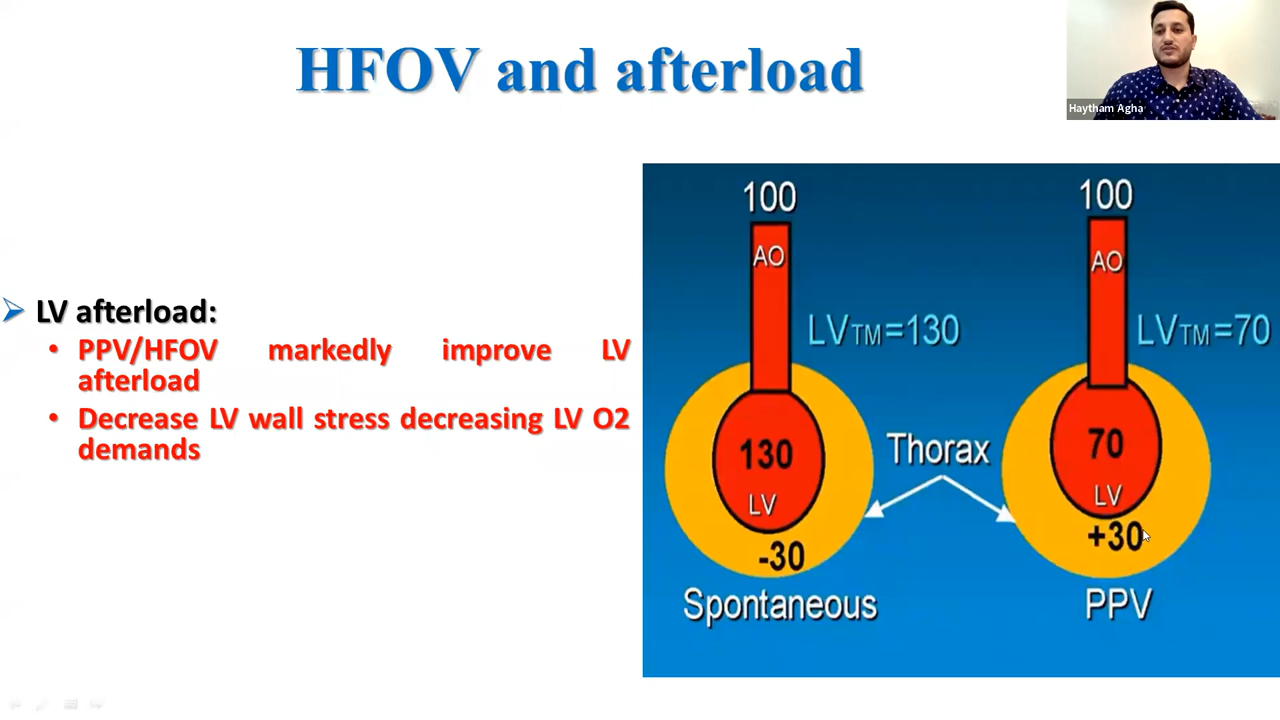 HFOV and afterload
Haytham Agha
LV afterload:
PPV/HFOV markedly improve LV
afterload
Decrease LV wall stress decreasing LV O2
demands
100
AO
LVTM=130
130
LV
-30
Spontaneous
Thorax
100
AO
LVTM=70
70
LV
+30
PPV